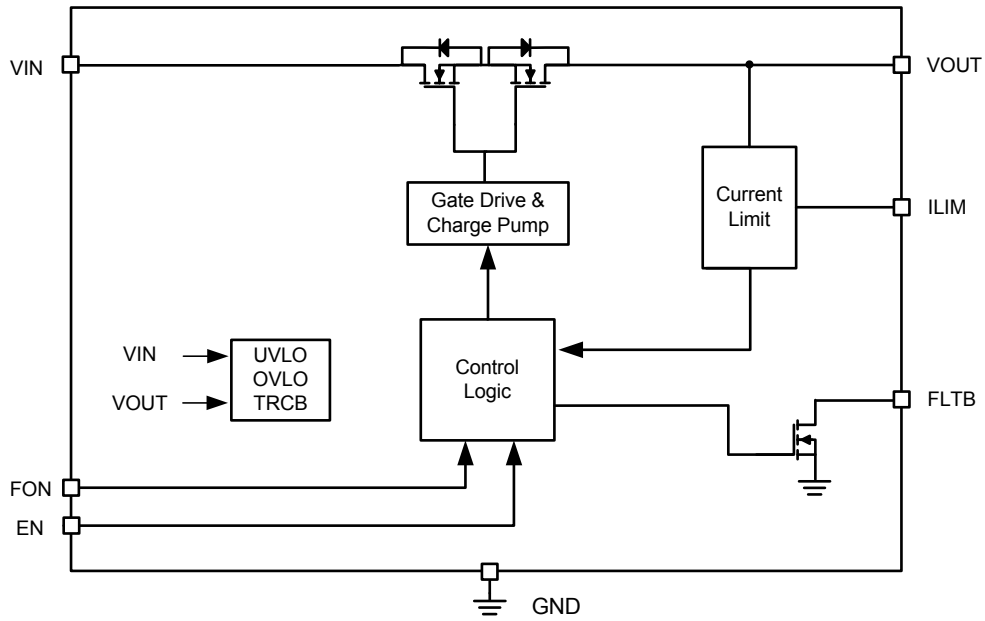 VIN
VOUT
Gate Drive &
Charge Pump
Current
Limit
ILIM
VIN
VOUT
UVLO
OVLO
TRCB
Control
Logic
FLTB
FON
EN
GND